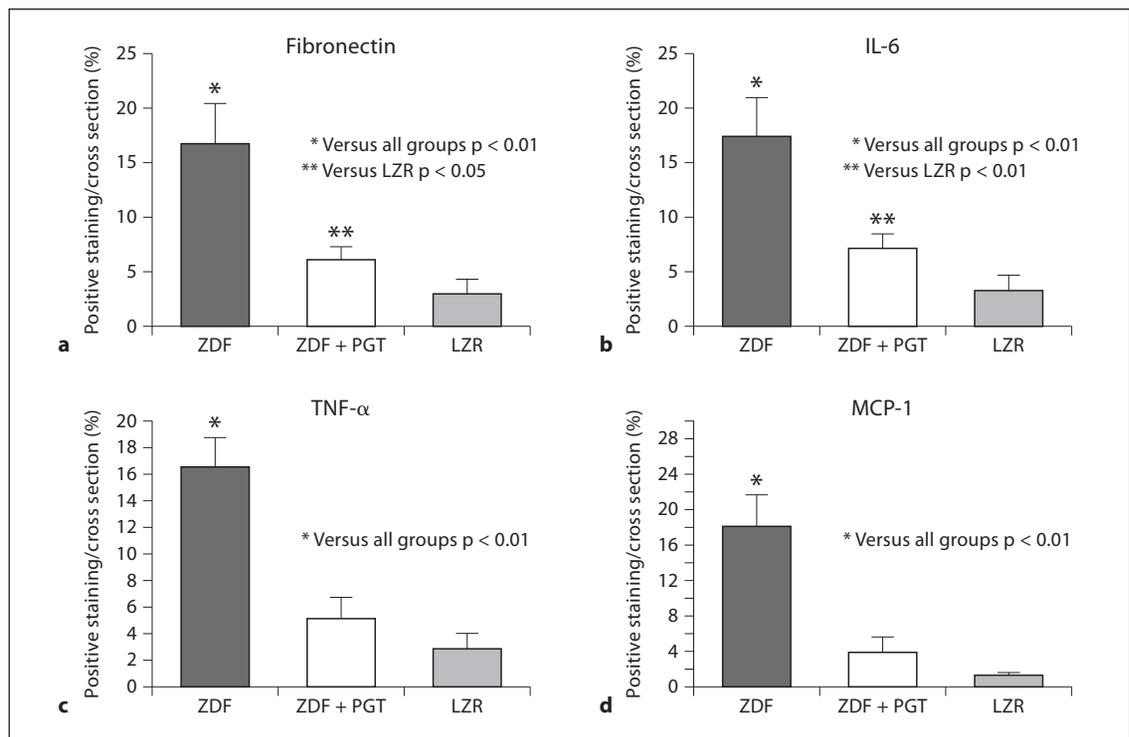 Fibronectin
Positive staining/cross section (%)
25
20
15
10
5
0
*
**
* Versus all groups p < 0.01
** Versus LZR p < 0.05
ZDF
ZDF + PGT
LZR
a
IL-6
Positive staining/cross section (%)
25
20
15
10
5
0
*
**
* Versus all groups p < 0.01
** Versus LZR p < 0.01
ZDF
ZDF + PGT
LZR
b
TNF-α
Positive staining/cross section (%)
20
18
16
14
12
10
8
6
4
2
0
*
* Versus all groups p < 0.01
ZDF
ZDF + PGT
LZR
c
MCP-1
Positive staining/cross section (%)
28
24
20
16
12
8
4
0
*
* Versus all groups p < 0.01
ZDF
ZDF + PGT
LZR
d